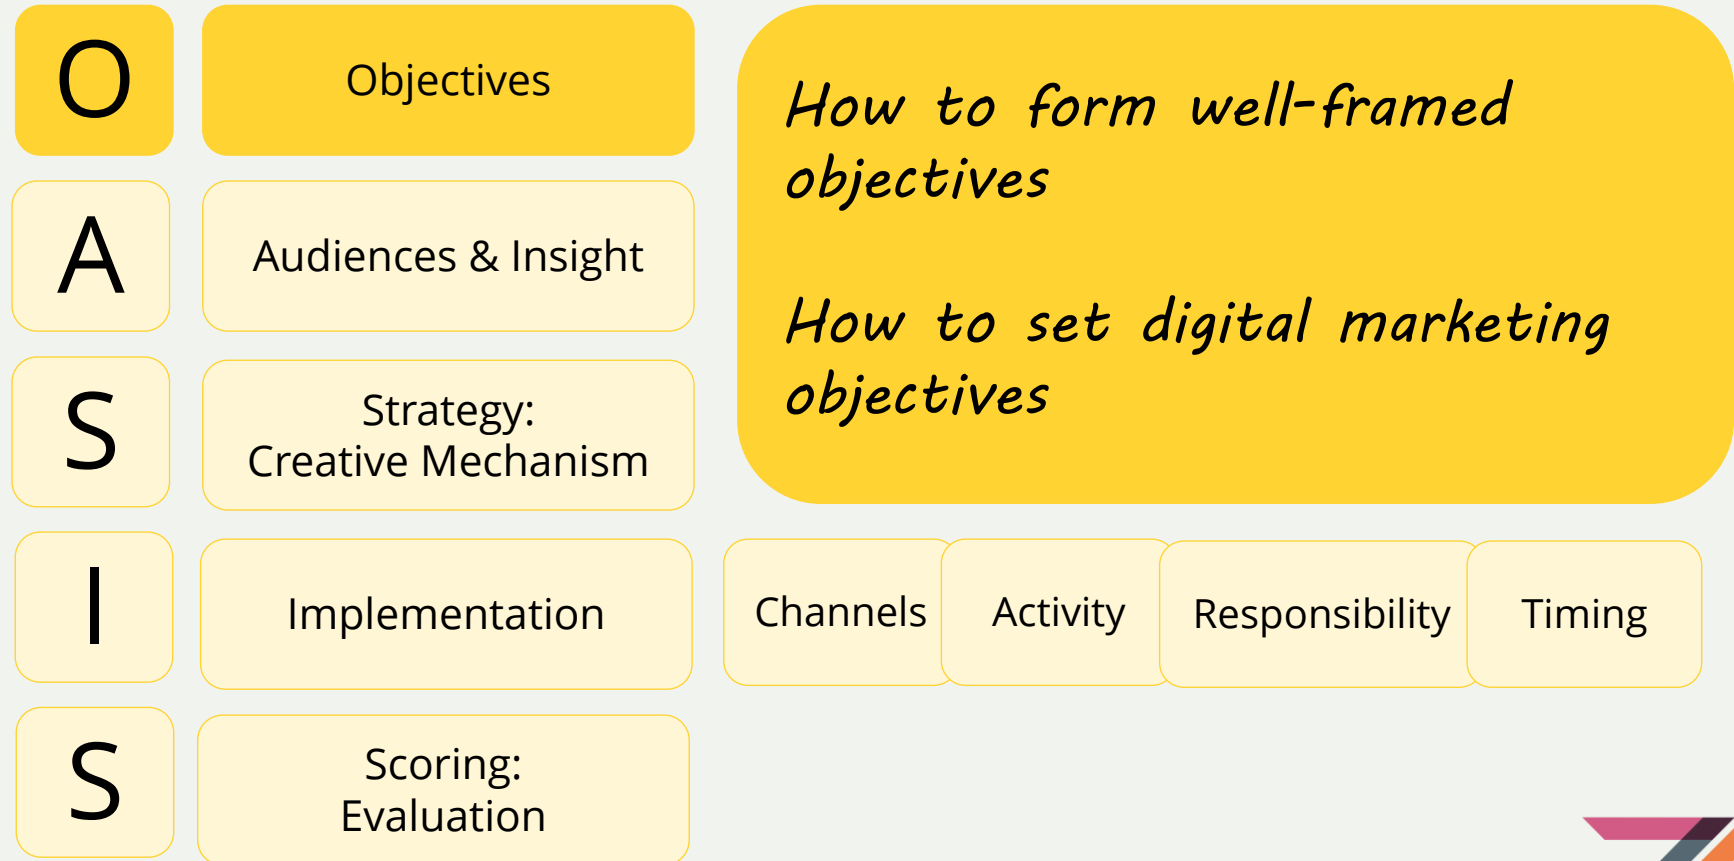 O
Objectives
How to form well-framed
objectives
How to set digital marketing
objectives
A
Audiences & Insight
S
Strategy:
Creative Mechanism
I
Implementation
Channels
Activity
Responsibility
Timing
S
Scoring:
Evaluation